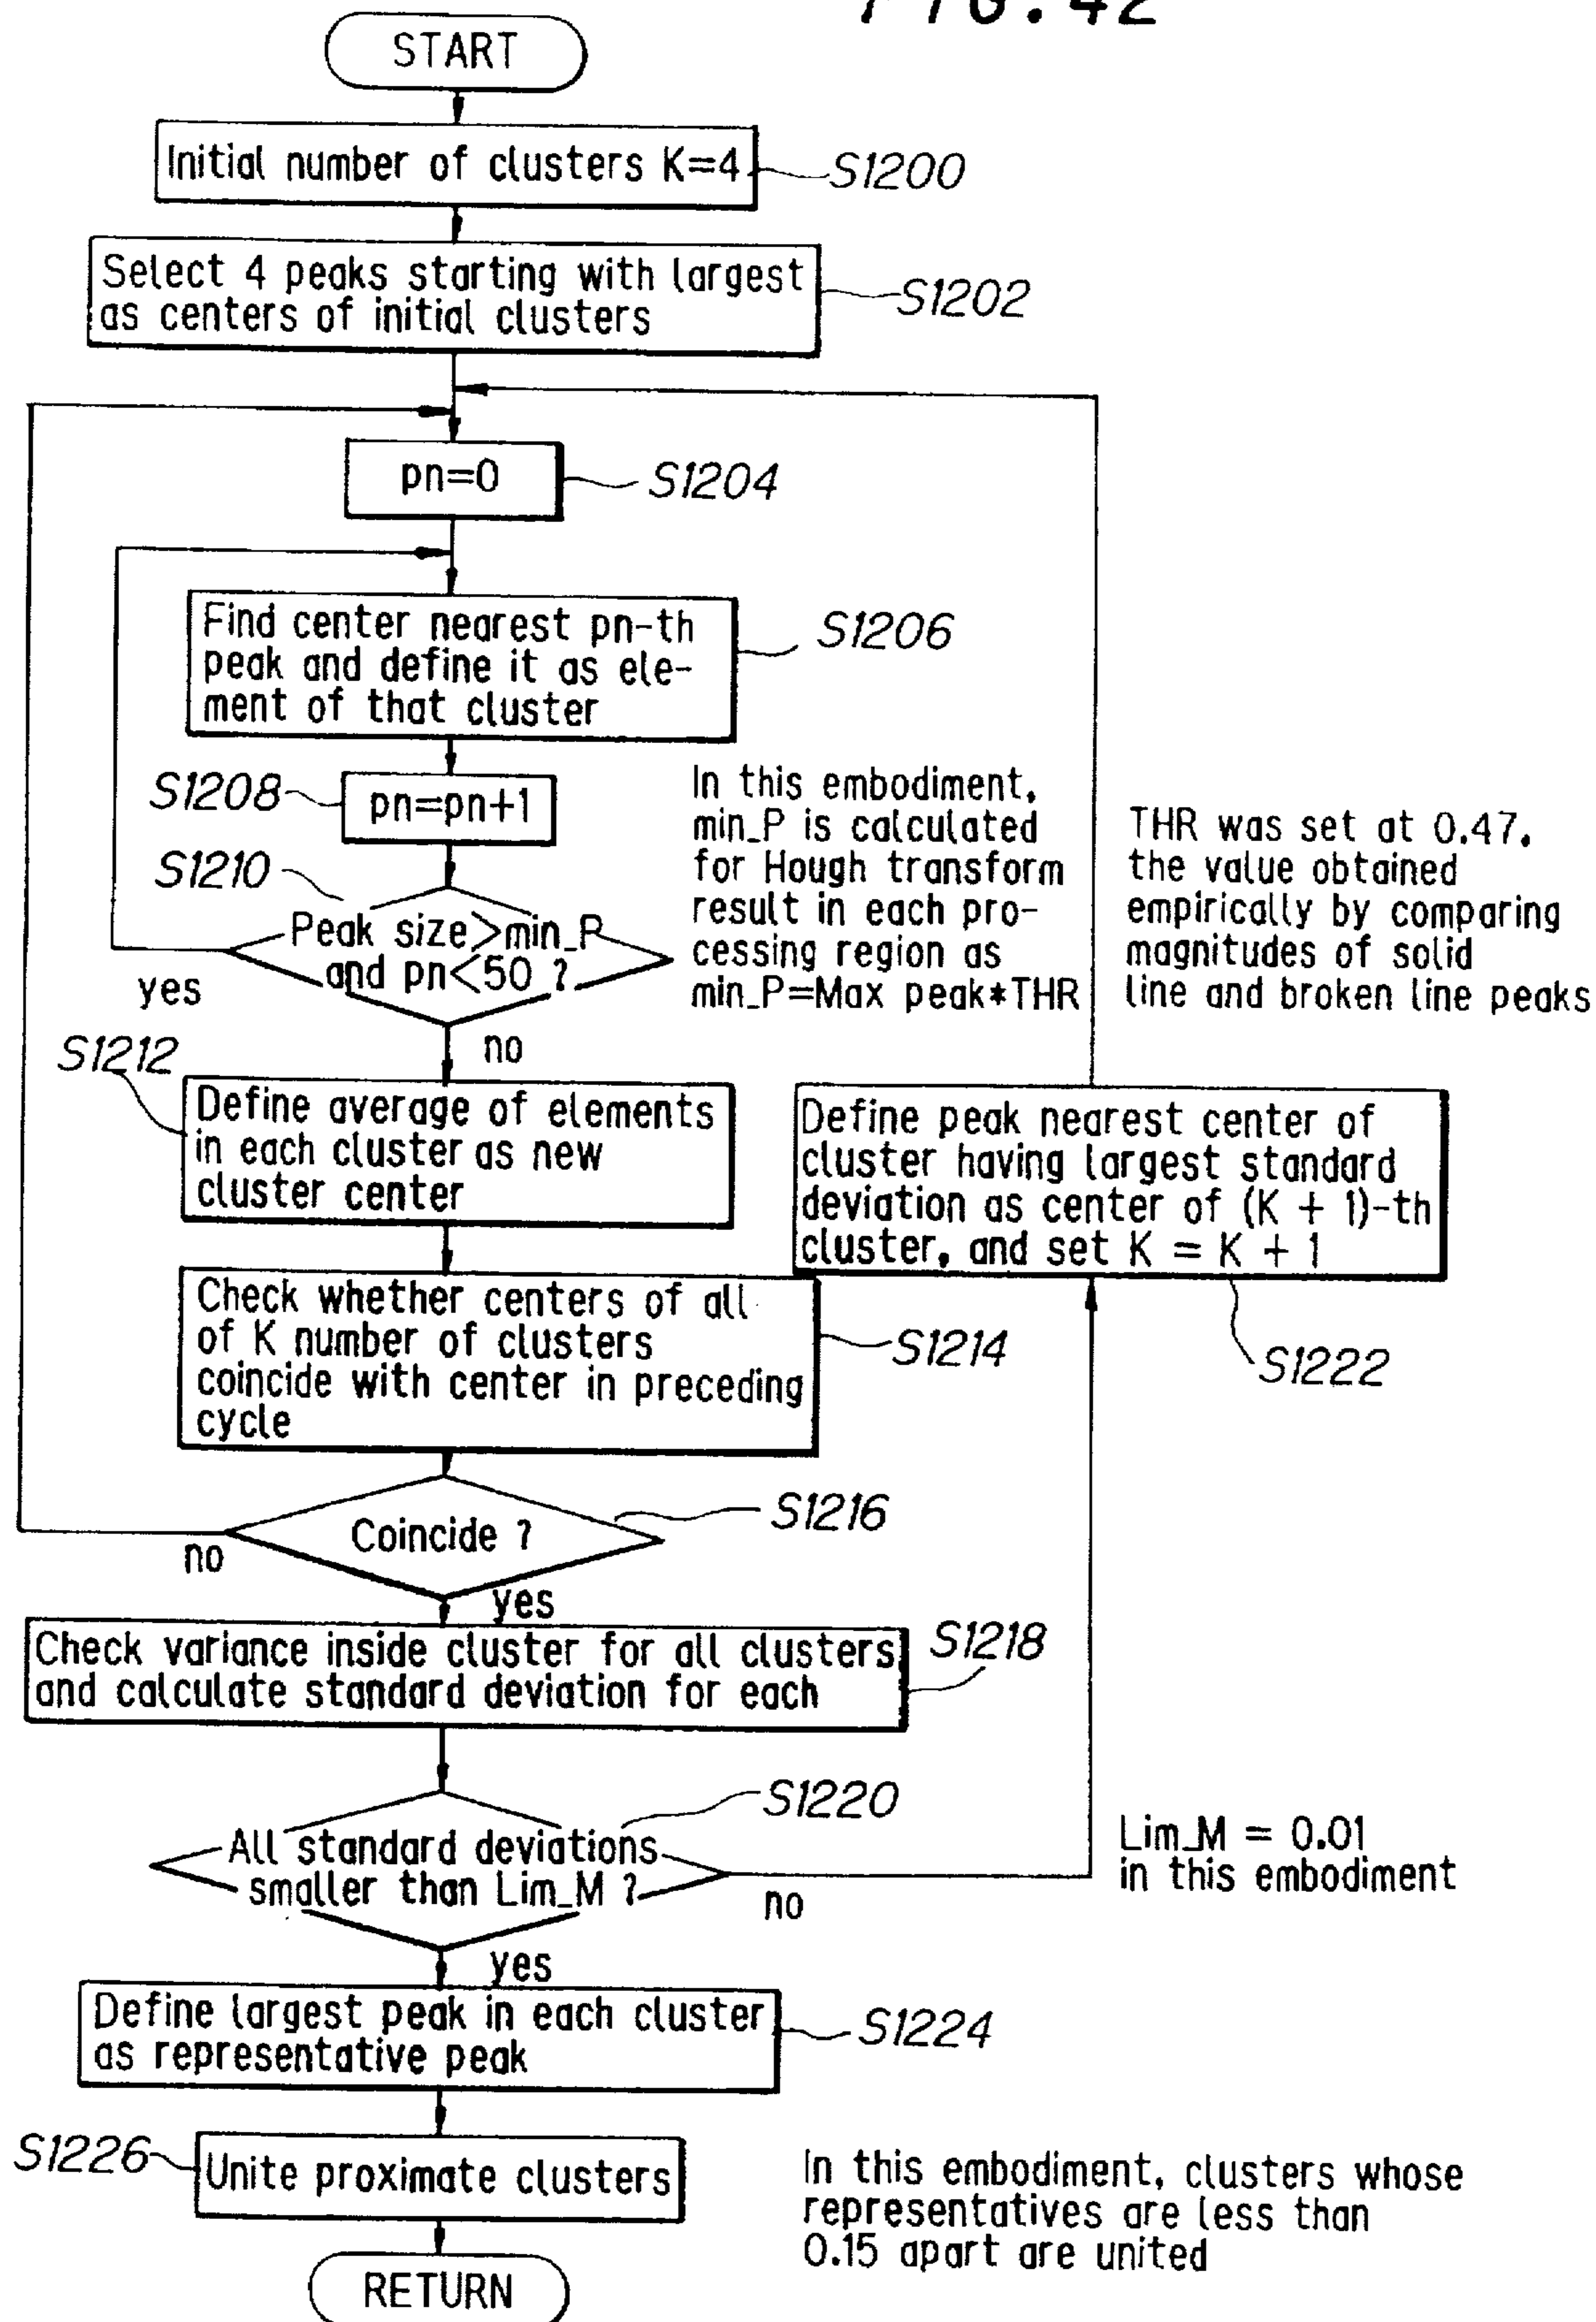 FIG. 42
START
Initial number of clusters K=4
S1200
Select 4 peaks starting with largest
as centers of initial clusters
S1202
pn=0
S1204
Find center nearest pn-th
peak and define it as ele-
ment of that cluster
S1206
S1208
pn=pn+1
In this embodiment,
min_P is calculated
for Hough transform
result in each pro-
cessing region as
min_P=Max peak*THR
THR was set at 0.47,
the value obtained
empirically by comparing
magnitudes of solid
line and broken line peaks
S1210
Peak size>min_P
and pn<50 ?
yes
no
S1212
Define average of elements
in each cluster as new
cluster center
Define peak nearest center of
cluster having largest standard
deviation as center of (K + 1)-th
cluster, and set K = K + 1
S1222
Check whether centers of all
of K number of clusters
coincide with center in preceding
cycle
S1214
Coincide ?
S1216
no
yes
Check variance inside cluster for all clusters
and calculate standard deviation for each
S1218
S1220
All standard deviations
smaller than Lim_M ?
no
Lim_M = 0.01
in this embodiment
yes
Define largest peak in each cluster
as representative peak
S1224
S1226
Unite proximate clusters
In this embodiment, clusters whose
representatives are less than
0.15 apart are united
RETURN